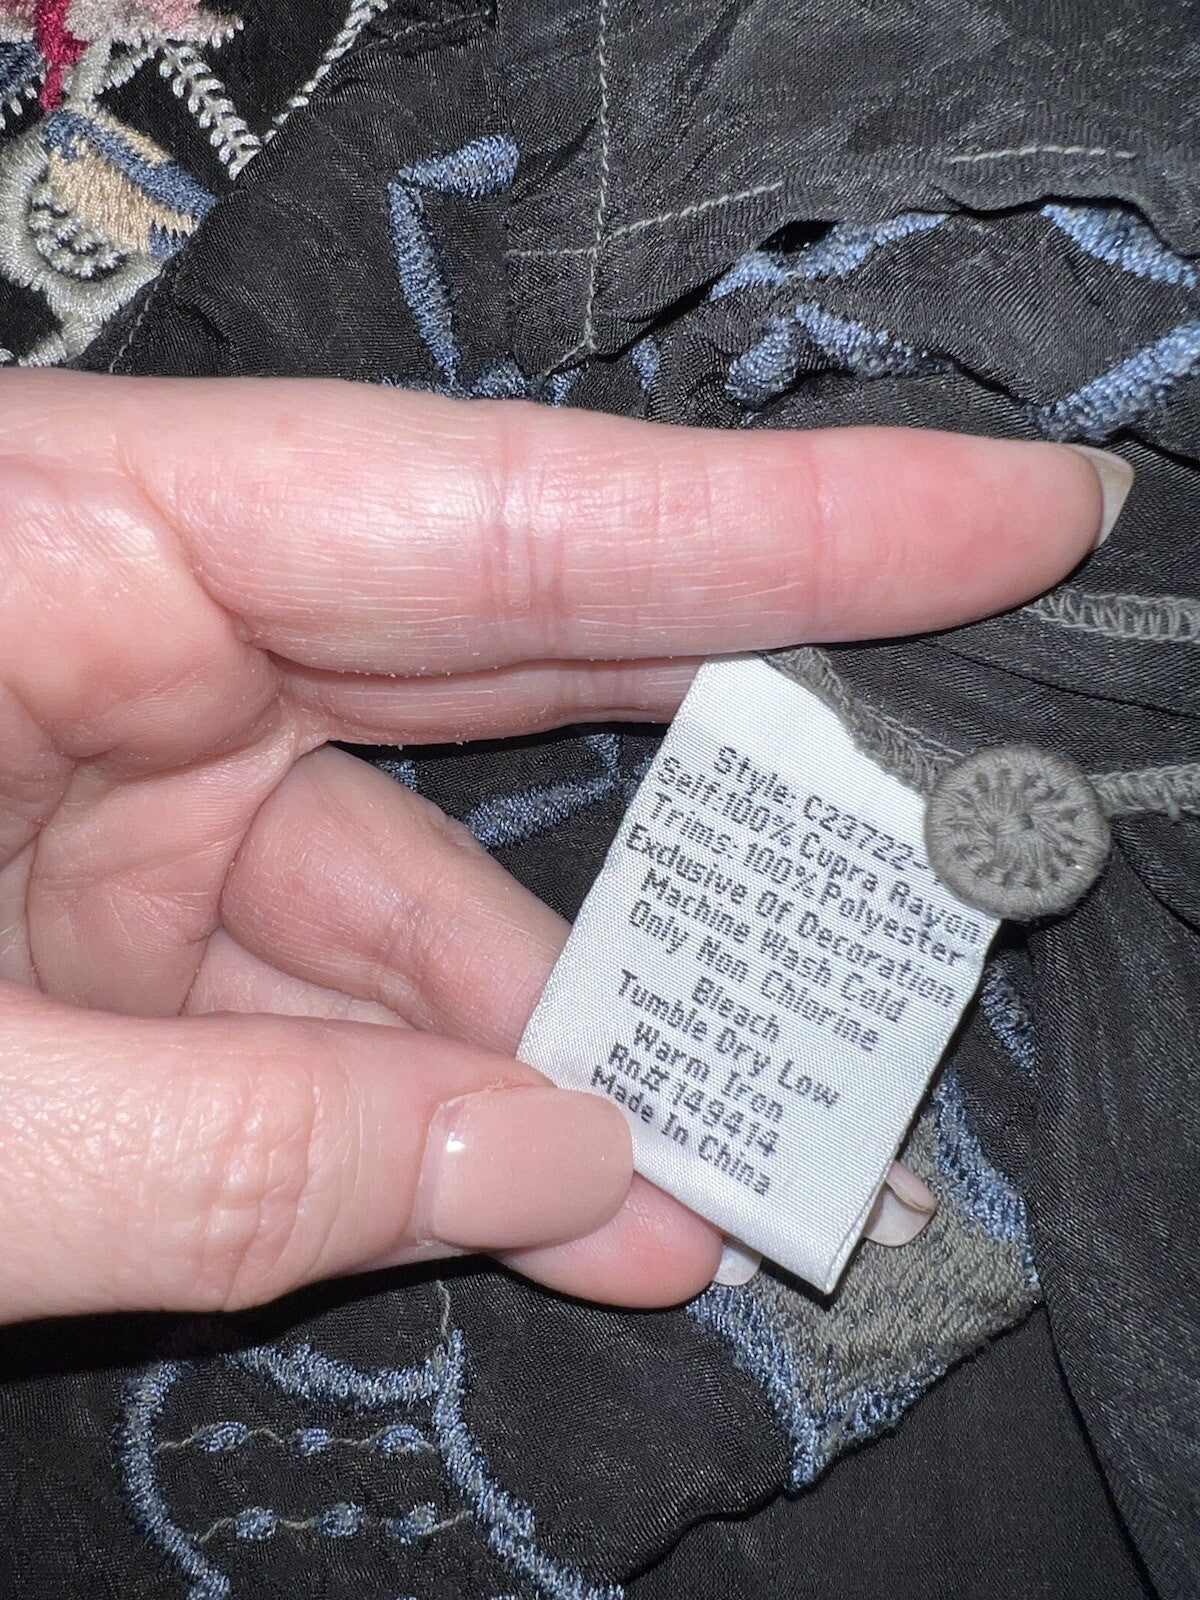 Style: C23722-
Self:100% Cupra Rayon
Trims: 100% Polyester
Exclusive Of Decoration
Machine Wash Cold
Only Non Chlorine
Bleach
Tumble Dry Low
Warm Iron
Rn# 149414
Made In China